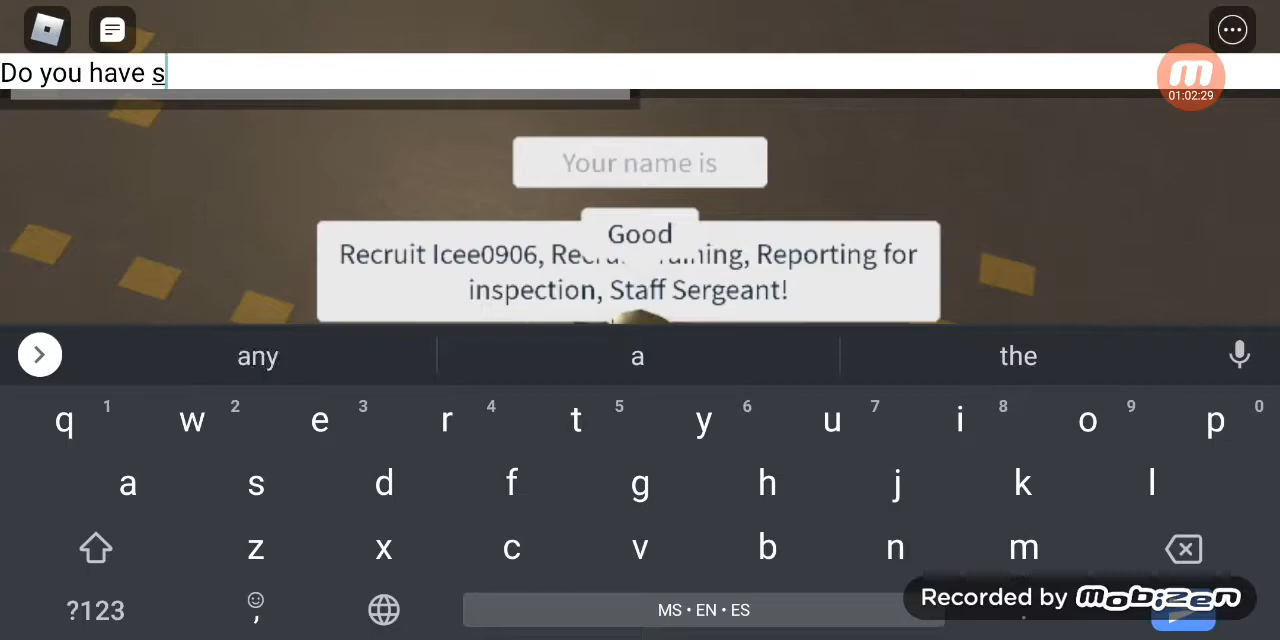 Do you have s
01:02:29
Your name is
Good
Recruit Icee0906, Reporting for
inspection, Staff Sergeant!
any a the
q 1 w 2 e 3 r 4 t 5 y 6 u 7 i 8 o 9 p 0
a s d f g h j k l
z x c v b n m
?123 , MS • EN • ES
Recorded by mobizen